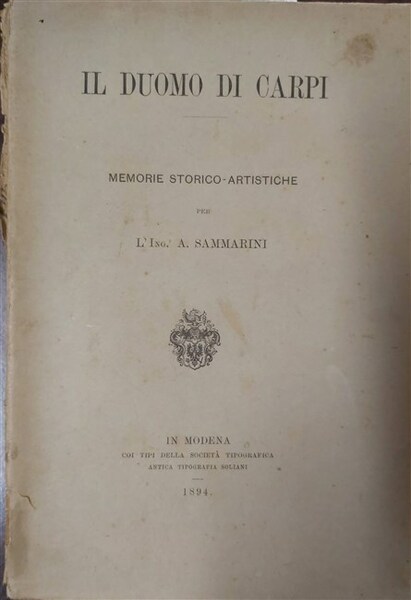 IL DUOMO DI CARPI
MEMORIE STORICO-ARTISTICHE
PER
L'ING. A. SAMMARINI
IN MODENA
COI TIPI DELLA SOCIETÀ TIPOGRAFICA
ANTICA TIPOGRAFIA SOLIANI
1894.